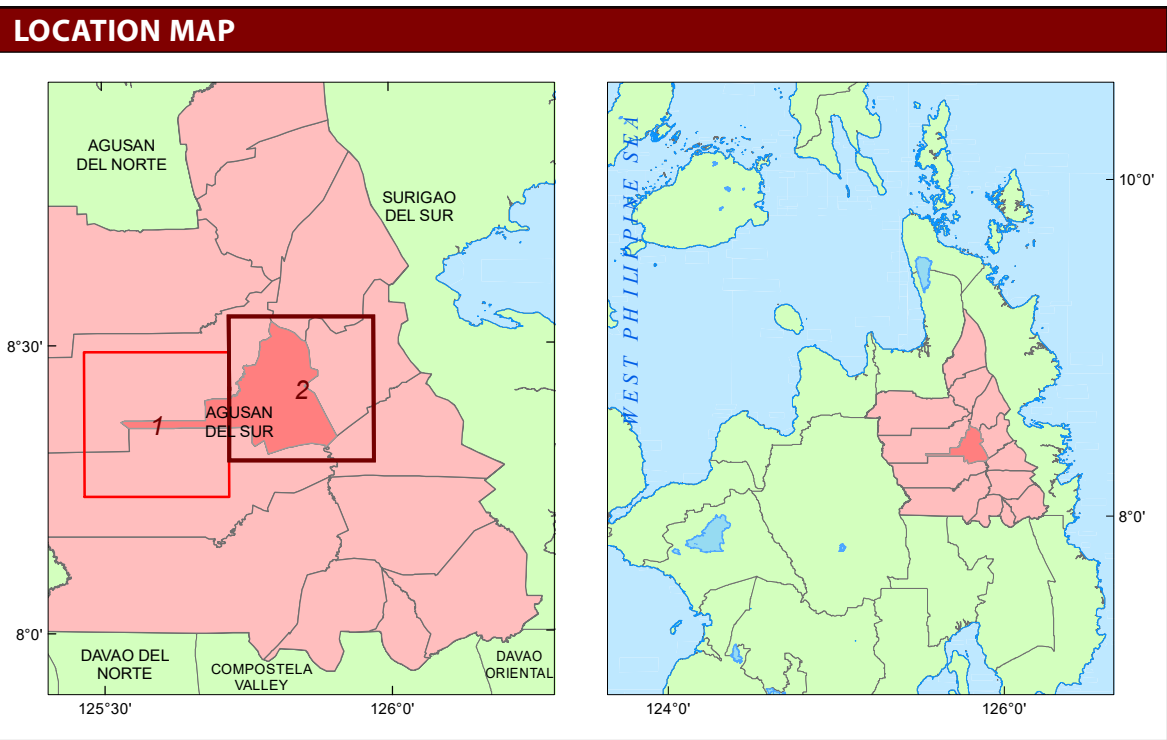 LOCATION MAP
AGUSAN
DEL NORTE
SURIGAO
DEL SUR
8°30'
2
1
AGUSAN
DEL SUR
8°0'
DAVAO DEL
NORTE
COMPOSTELA
VALLEY
DAVAO
ORIENTAL
125°30'
126°0'
WEST PHILIPPINE SEA
10°0'
8°0'
124°0'
126°0'